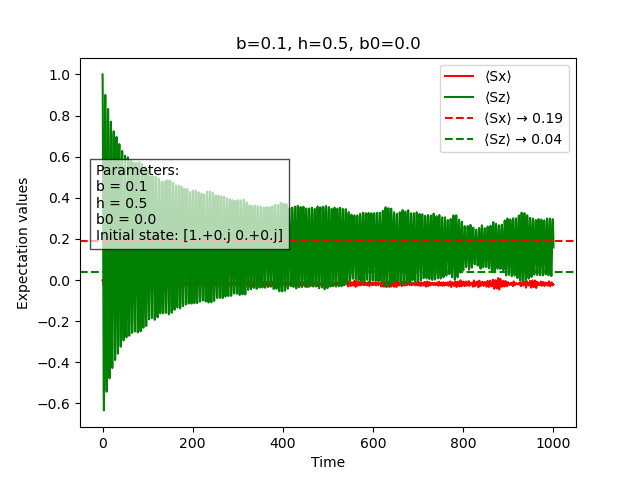 b=0.1, h=0.5, b0=0.0
Expectation values
1.0
0.8
0.6
0.4
0.2
0.0
−0.2
−0.4
−0.6
⟨Sx⟩
⟨Sz⟩
⟨Sx⟩ → 0.19
⟨Sz⟩ → 0.04
Parameters:
b = 0.1
h = 0.5
b0 = 0.0
Initial state: [1.+0.j 0.+0.j]
0 200 400 600 800 1000
Time